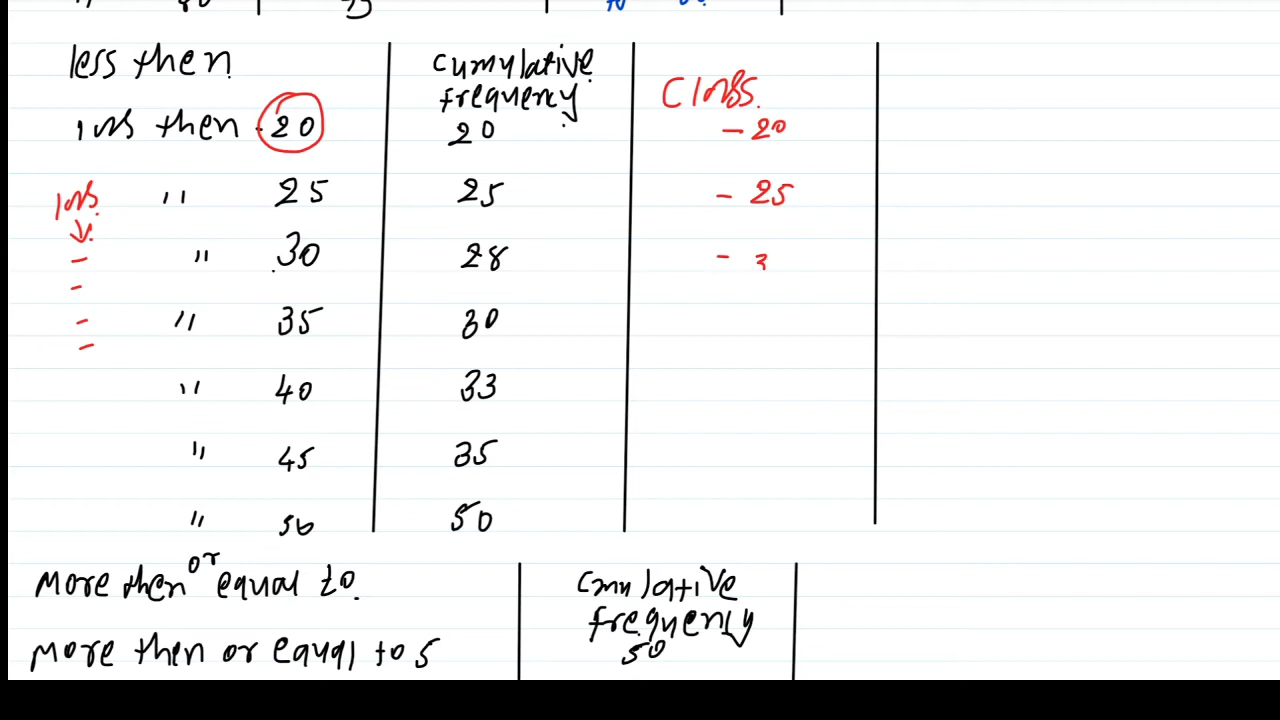 less then cumulative frequency class.
less then 20 20 - 20
less. " 25 25 - 25
" 30 28 - 3
" 35 30
" 40 33
" 45 35
" 50 50
more then or equal to. cmulative frequency
more then or equal to 5 50